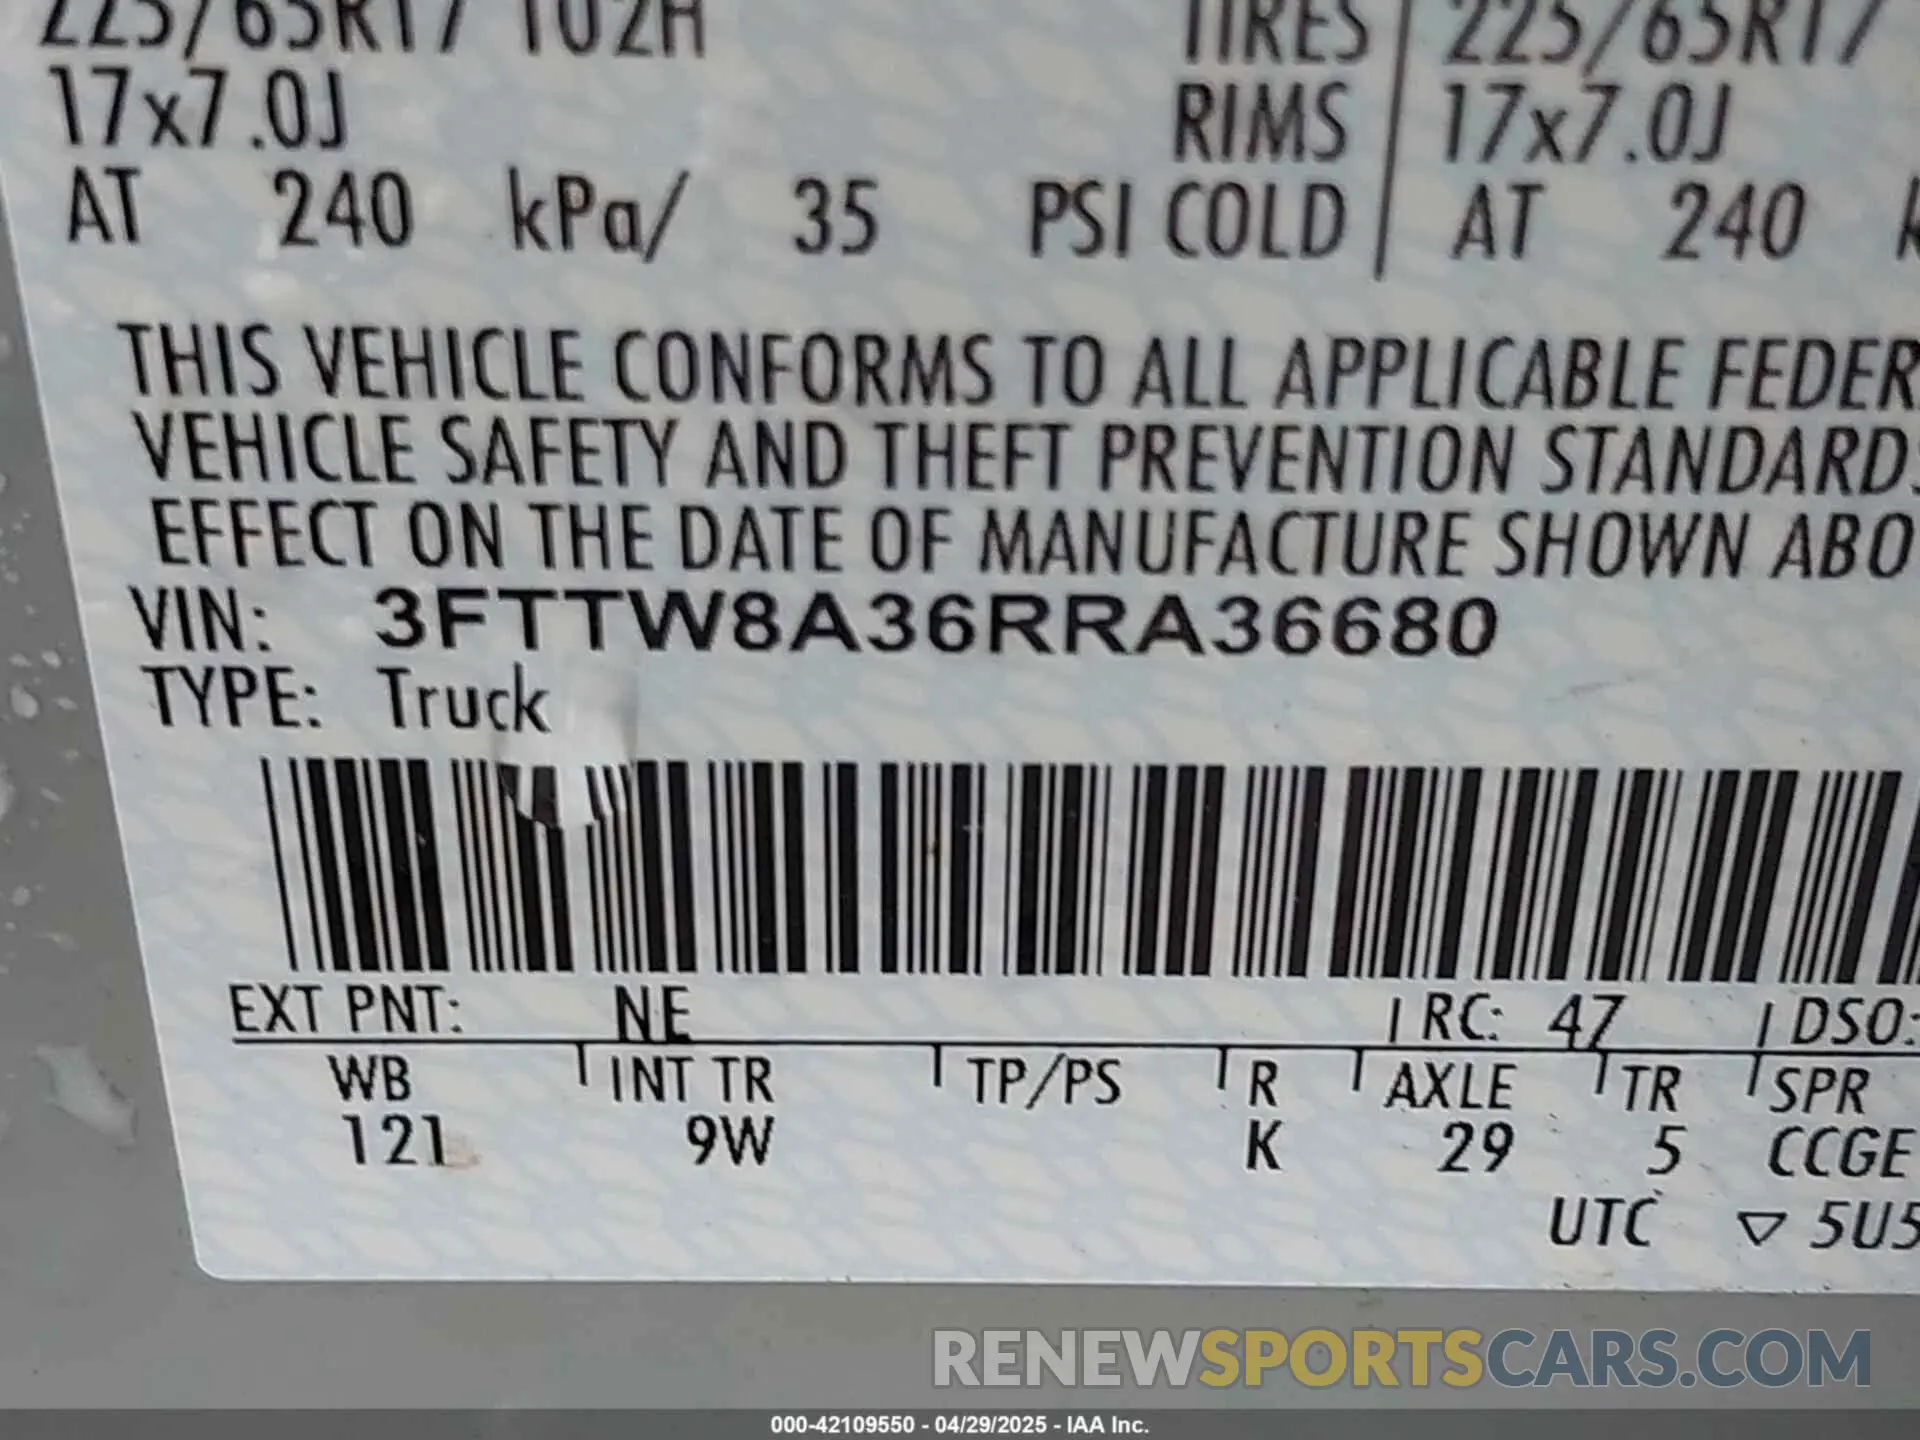 225/65R17 102H TIRES 225/65R17
17x7.0J RIMS 17x7.0J
AT 240 kPa/ 35 PSI COLD AT 240
THIS VEHICLE CONFORMS TO ALL APPLICABLE FEDER
VEHICLE SAFETY AND THEFT PREVENTION STANDARDS
EFFECT ON THE DATE OF MANUFACTURE SHOWN ABO
VIN: 3FTTW8A36RRA36680
TYPE: Truck
EXT PNT: NE RC: 47 DSO:
WB INT TR TP/PS R AXLE TR SPR
121 9W K 29 5 CCGE
UTC ▽ 5U5
RENEWSPORTSCARS.COM
000-42109550 - 04/29/2025 - IAA Inc.